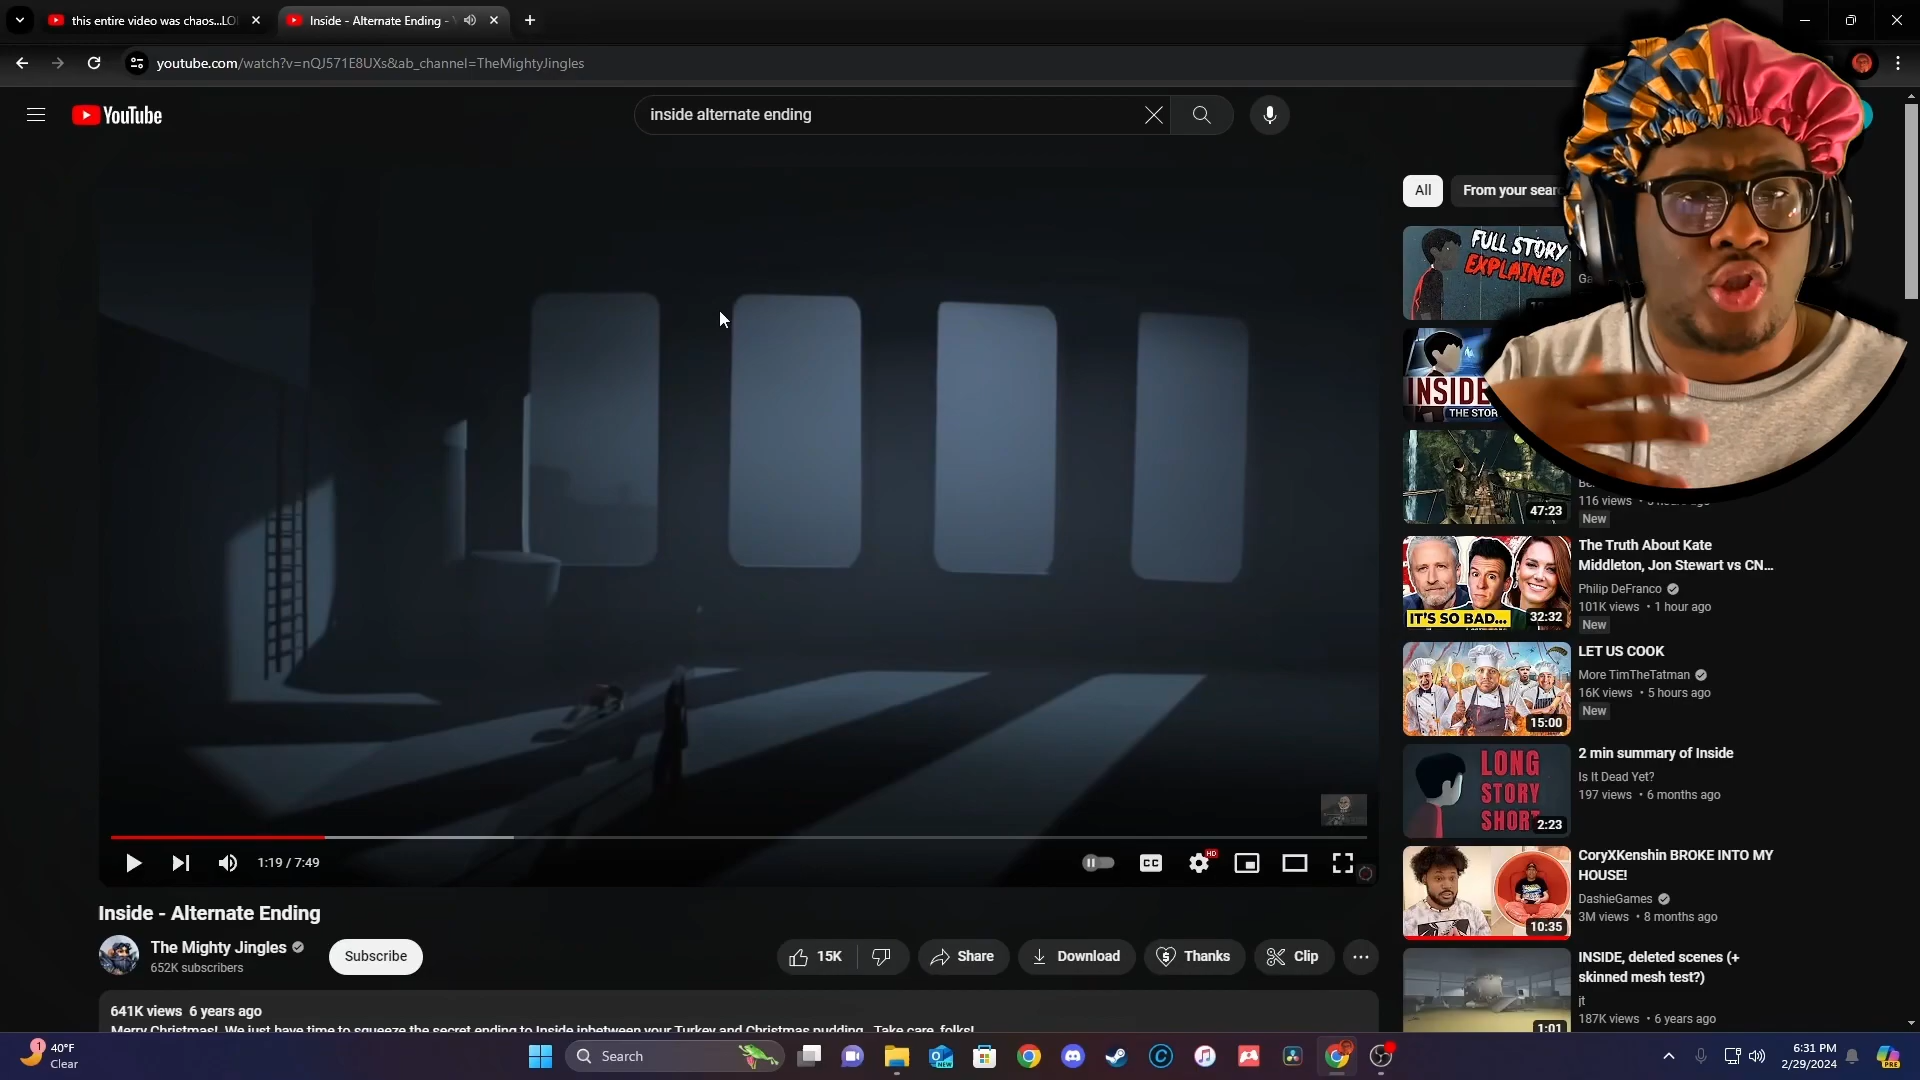 this entire video was chaos...LO
Inside - Alternate Ending -
youtube.com/watch?v=nQJ571E8UXs&ab_channel=TheMightyJingles
YouTube
inside alternate ending
All
From your sear
FULL STORY
EXPLAINED
INSIDE
THE STOR
47:23
116 views
New
IT'S SO BAD...
32:32
The Truth About Kate
Middleton, Jon Stewart vs CN...
Philip DeFranco
101K views • 1 hour ago
New
15:00
LET US COOK
More TimTheTatman
16K views • 5 hours ago
New
LONG
STORY
SHORT
2:23
2 min summary of Inside
Is It Dead Yet?
197 views • 6 months ago
10:35
CoryXKenshin BROKE INTO MY
HOUSE!
DashieGames
3M views • 8 months ago
1:01
INSIDE, deleted scenes (+
skinned mesh test?)
jt
187K views • 6 years ago
1:19 / 7:49
CC
HD
Inside - Alternate Ending
The Mighty Jingles
652K subscribers
Subscribe
15K
Share
Download
Thanks
Clip
641K views 6 years ago
Merry Christmas! We just have time to squeeze the secret ending to Inside inbetween your Turkey and Christmas pudding. Take care, folks!
1
40°F
Clear
Search
NEW
6:31 PM
2/29/2024
PRE